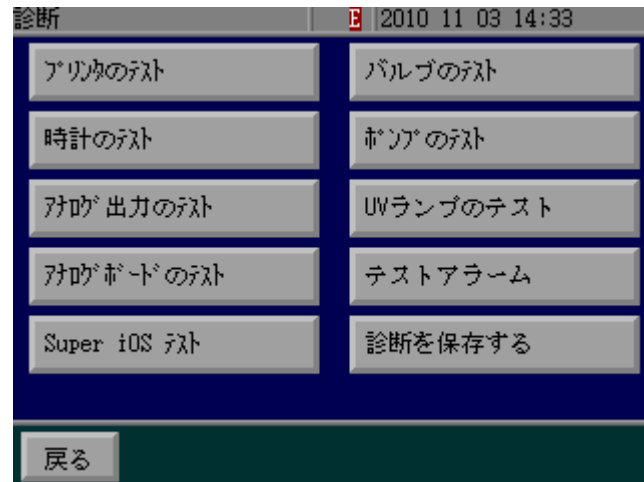 診断 E 2010 11 03 14:33
プリンタのテスト
バルブのテスト
時計のテスト
ポンプのテスト
アナログ出力のテスト
UVランプのテスト
アナログボードのテスト
テストアラーム
Super iOS テスト
診断を保存する
戻る